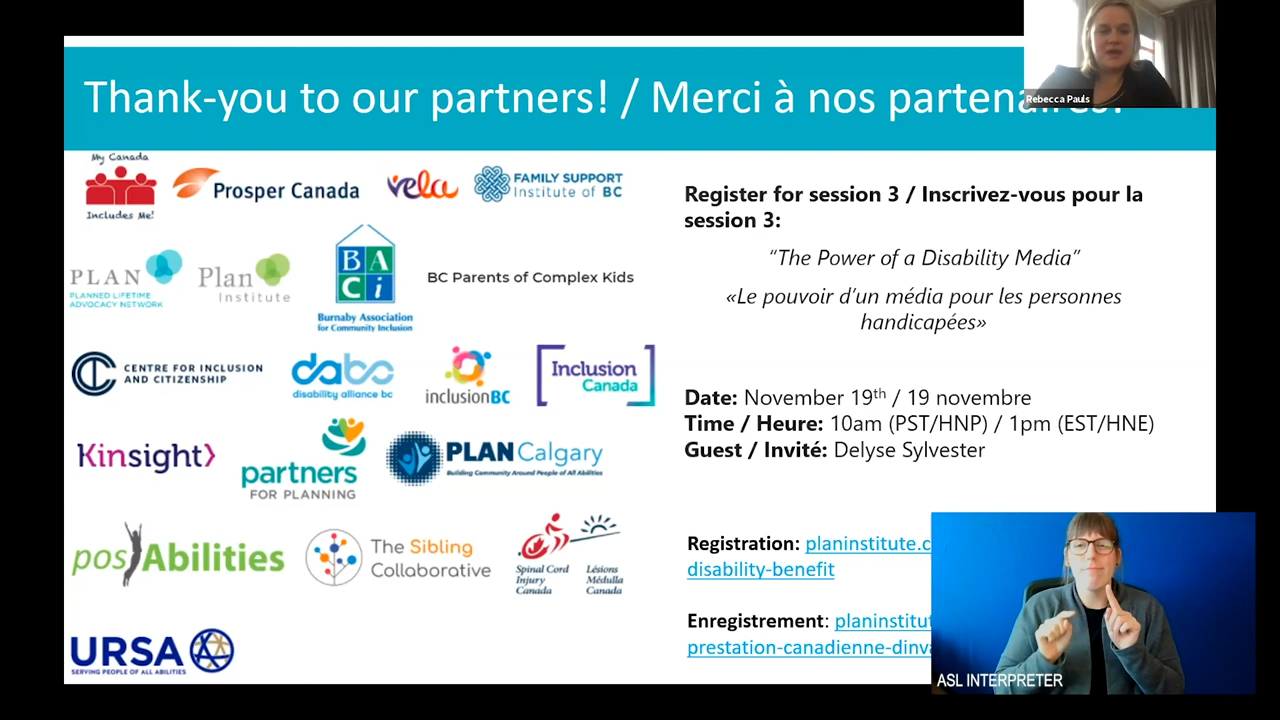 Thank-you to our partners! / Merci à nos partenaires!
Rebecca Pauls
My Canada
Includes Me!
Prosper Canada
vela
FAMILY SUPPORT
Institute of BC
PLAN
PLANNED LIFETIME
ADVOCACY NETWORK
Plan
Institute
BACi
Burnaby Association
for Community Inclusion
BC Parents of Complex Kids
CENTRE FOR INCLUSION
AND CITIZENSHIP
dabc
disability alliance bc
inclusionBC
Inclusion
Canada
Kinsight
partners
FOR PLANNING
PLAN Calgary
Building Community Around People of All Abilities
posAbilities
The Sibling
Collaborative
Spinal Cord
Injury
Canada
Lésions
Médulla
Canada
URSA
SERVING PEOPLE OF ALL ABILITIES
Register for session 3 / Inscrivez-vous pour la
session 3:
“The Power of a Disability Media”
«Le pouvoir d’un média pour les personnes
handicapées»
Date: November 19th / 19 novembre
Time / Heure: 10am (PST/HNP) / 1pm (EST/HNE)
Guest / Invité: Delyse Sylvester
Registration: planinstitute.c
disability-benefit
Enregistrement: planinstitut
prestation-canadienne-dinva
ASL INTERPRETER